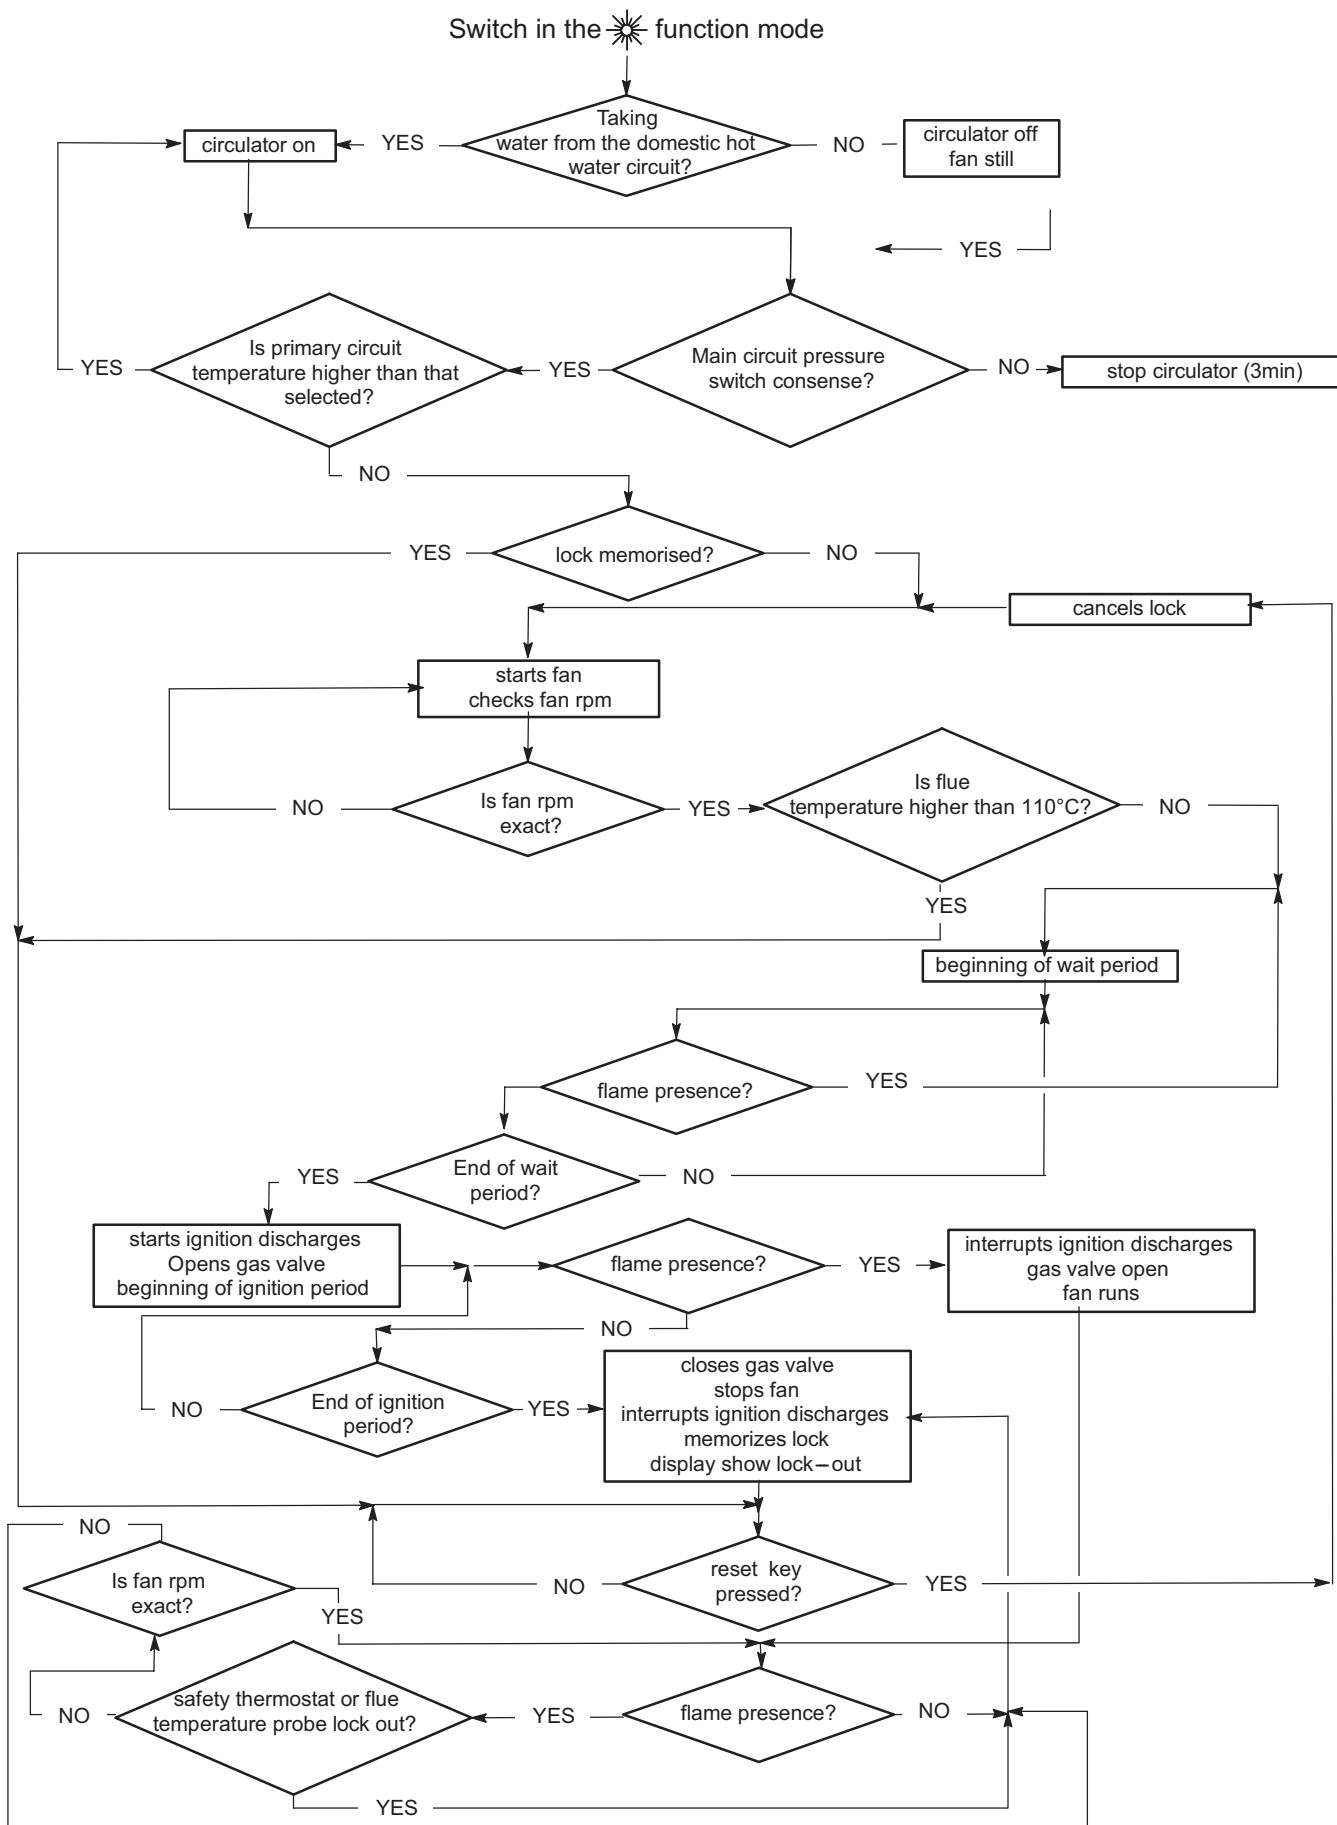 Switch in the function mode
Taking
water from the domestic hot
water circuit?
YES
NO
circulator on
circulator off
fan still
YES
Is primary circuit
temperature higher than that
selected?
YES
YES
Main circuit pressure
switch consense?
NO
stop circulator (3min)
NO
YES
lock memorised?
NO
cancels lock
starts fan
checks fan rpm
NO
Is fan rpm
exact?
YES
Is flue
temperature higher than 110°C?
NO
YES
beginning of wait period
flame presence?
YES
YES
End of wait
period?
NO
starts ignition discharges
Opens gas valve
beginning of ignition period
flame presence?
YES
interrupts ignition discharges
gas valve open
fan runs
NO
NO
End of ignition
period?
YES
closes gas valve
stops fan
interrupts ignition discharges
memorizes lock
display show lock–out
NO
Is fan rpm
exact?
YES
NO
reset key
pressed?
YES
NO
safety thermostat or flue
temperature probe lock out?
YES
flame presence?
NO
YES